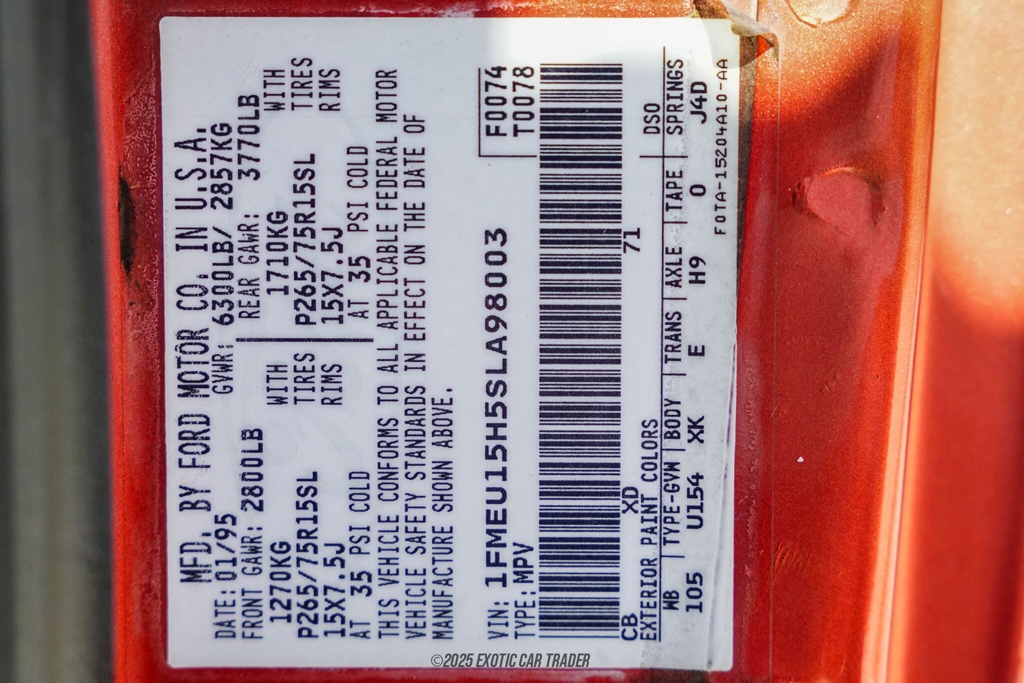 MFD. BY FORD MOTOR CO. IN U.S.A.
DATE: 01/95 GVWR: 6300LB/ 2857KG
FRONT GAWR: 2800LB REAR GAWR: 3770LB
1270KG WITH 1710KG WITH
P265/75R15SL TIRES P265/75R15SL TIRES
15X7.5J RIMS 15X7.5J RIMS
AT 35 PSI COLD AT 35 PSI COLD
THIS VEHICLE CONFORMS TO ALL APPLICABLE FEDERAL MOTOR
VEHICLE SAFETY STANDARDS IN EFFECT ON THE DATE OF
MANUFACTURE SHOWN ABOVE.
VIN: 1FMEU15H5SLA98003 F0074
TYPE: MPV T0078
CB XD 71
EXTERIOR PAINT COLORS DSO
WB TYPE-GVW BODY TRANS AXLE TAPE SPRINGS
105 U154 XK E H9 0 J4D
F0TA-15204A10-AA
©2025 EXOTIC CAR TRADER